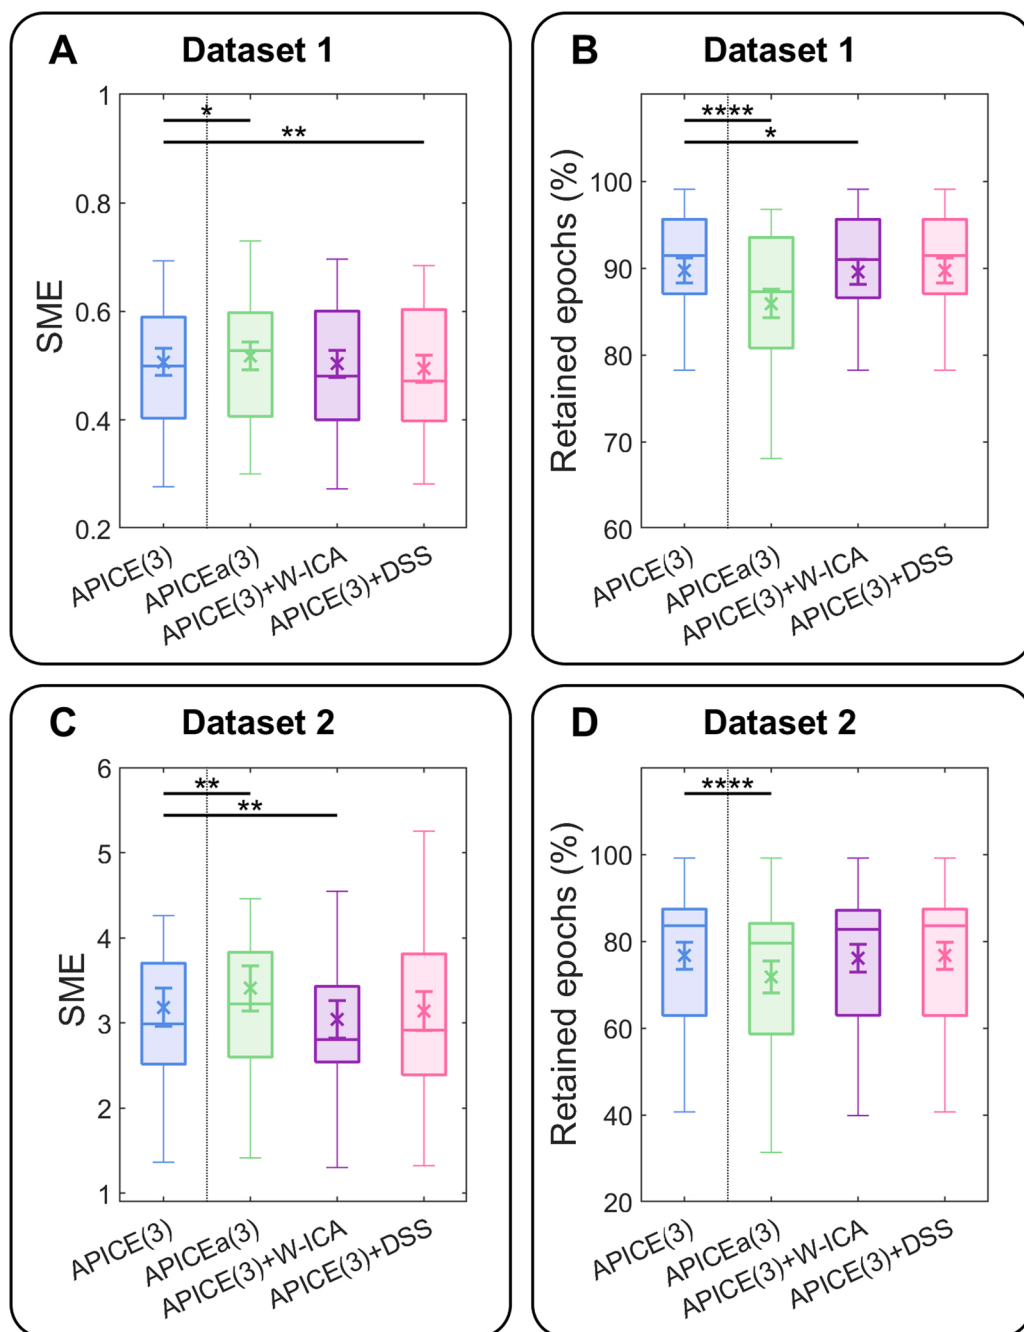 A Dataset 1
*
**
1
0.8
0.6
0.4
0.2
SME
APICE(3)
APICEa(3)
APICE(3)+W-ICA
APICE(3)+DSS
B Dataset 1
****
*
100
90
80
70
60
Retained epochs (%)
APICE(3)
APICEa(3)
APICE(3)+W-ICA
APICE(3)+DSS
C Dataset 2
**
**
6
5
4
3
2
1
SME
APICE(3)
APICEa(3)
APICE(3)+W-ICA
APICE(3)+DSS
D Dataset 2
****
100
80
60
40
20
Retained epochs (%)
APICE(3)
APICEa(3)
APICE(3)+W-ICA
APICE(3)+DSS